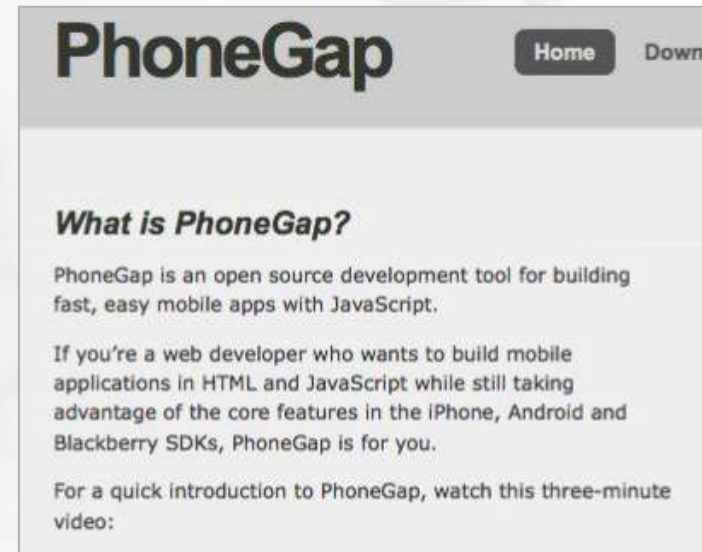 PhoneGap
Home
Down
What is PhoneGap?
PhoneGap is an open source development tool for building
fast, easy mobile apps with JavaScript.
If you're a web developer who wants to build mobile
applications in HTML and JavaScript while still taking
advantage of the core features in the iPhone, Android and
Blackberry SDKs, PhoneGap is for you.
For a quick introduction to PhoneGap, watch this three-minute
video: